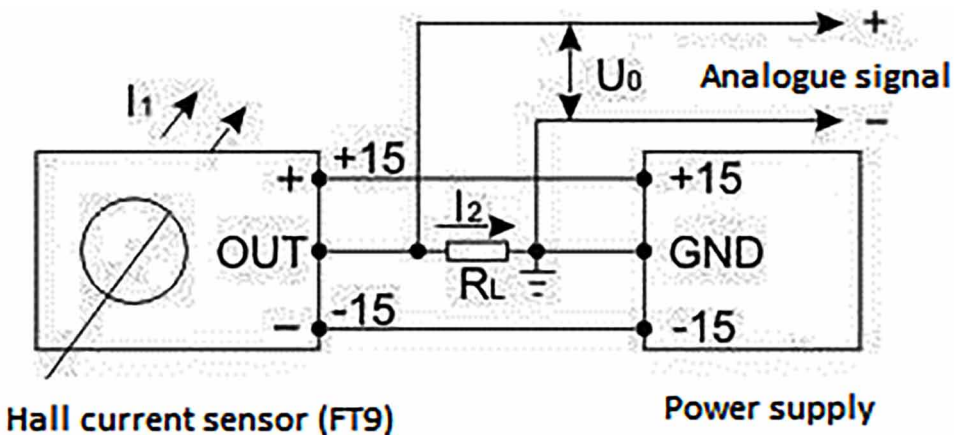 +
U₀
Analogue signal
−
I₁
+ +15 +15
OUT I₂ GND
RL
− -15 -15
Hall current sensor (FT9)
Power supply